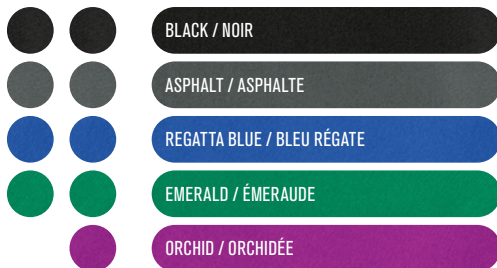 BLACK / NOIR
ASPHALT / ASPHALTE
REGATTA BLUE / BLEU RÉGATE
EMERALD / ÉMERAUDE
ORCHID / ORCHIDÉE